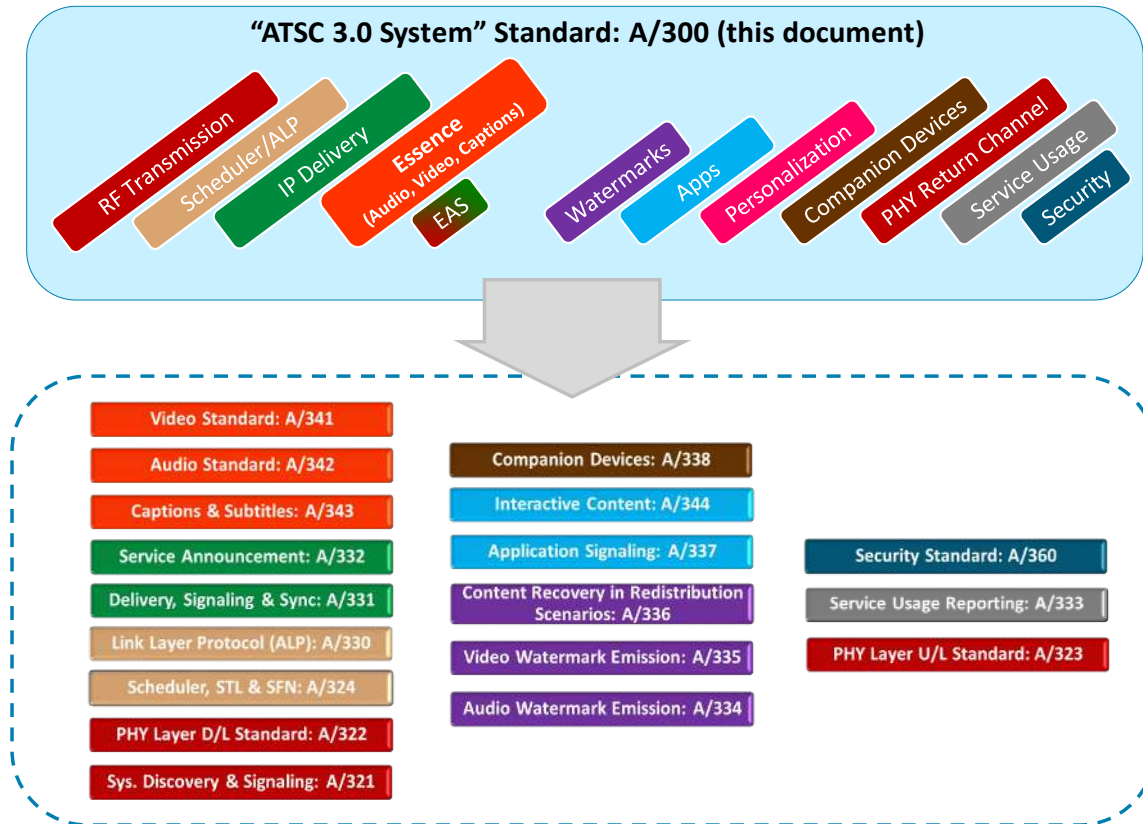 “ATSC 3.0 System” Standard: A/300 (this document)
RF Transmission
Scheduler/ALP
IP Delivery
Essence
(Audio, Video, Captions)
EAS
Watermarks
Apps
Personalization
Companion Devices
PHY Return Channel
Service Usage
Security
Video Standard: A/341
Audio Standard: A/342
Captions & Subtitles: A/343
Service Announcement: A/332
Delivery, Signaling & Sync: A/331
Link Layer Protocol (ALP): A/330
Scheduler, STL & SFN: A/324
PHY Layer D/L Standard: A/322
Sys. Discovery & Signaling: A/321
Companion Devices: A/338
Interactive Content: A/344
Application Signaling: A/337
Content Recovery in Redistribution
Scenarios: A/336
Video Watermark Emission: A/335
Audio Watermark Emission: A/334
Security Standard: A/360
Service Usage Reporting: A/333
PHY Layer U/L Standard: A/323